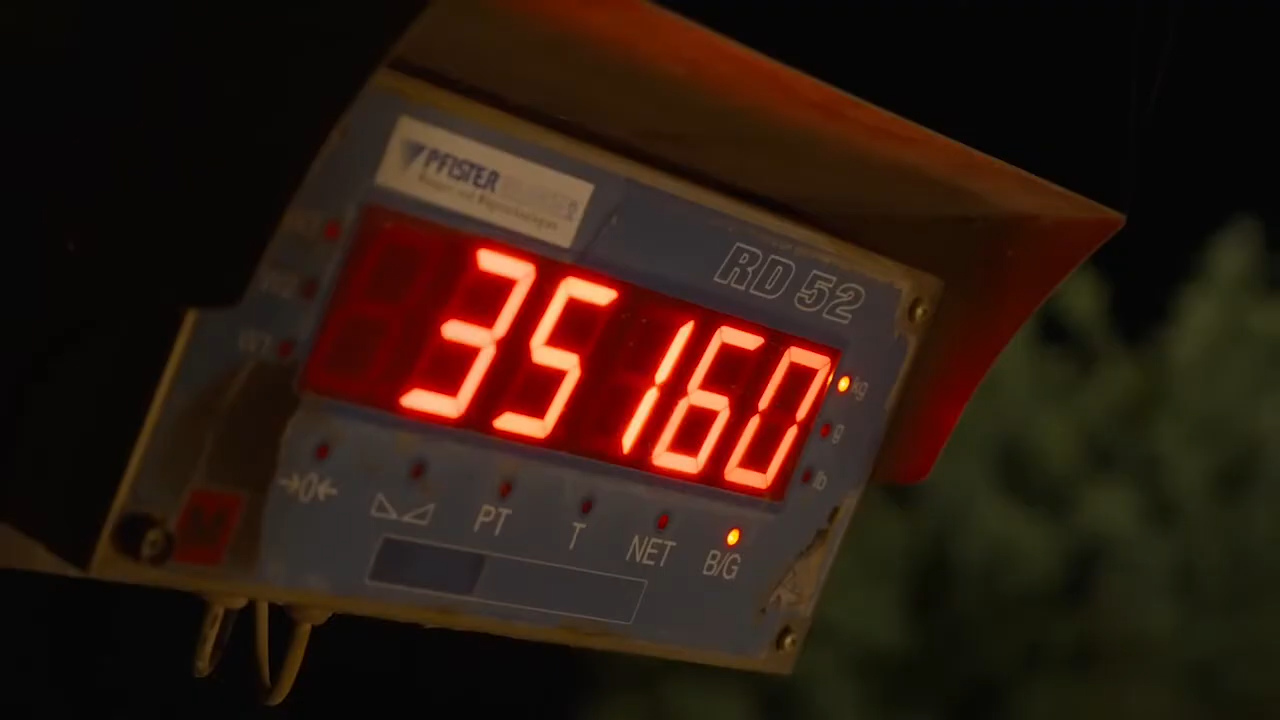 PFISTER
RD 52
35160
kg
g
lb
→0←
PT
T
NET
B/G
M